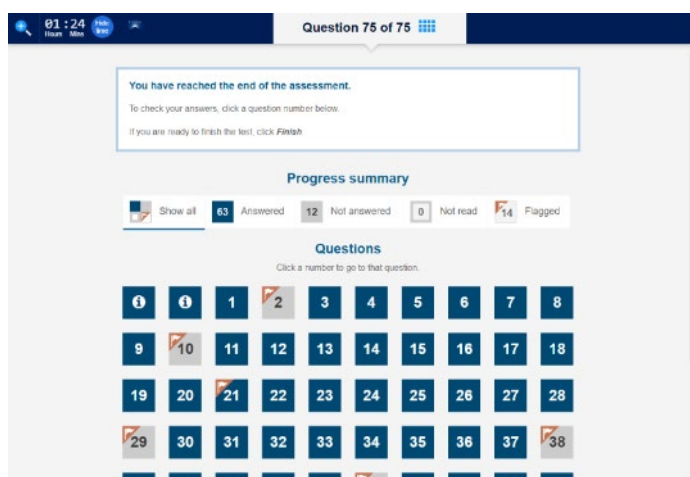 01:24
Hours Mins
Hide time
Question 75 of 75
You have reached the end of the assessment.
To check your answers, click a question number below.
If you are ready to finish the test, click Finish
Progress summary
Show all 63 Answered 12 Not answered 0 Not read 14 Flagged
Questions
Click a number to go to that question.
i i 1 2 3 4 5 6 7 8
9 10 11 12 13 14 15 16 17 18
19 20 21 22 23 24 25 26 27 28
29 30 31 32 33 34 35 36 37 38